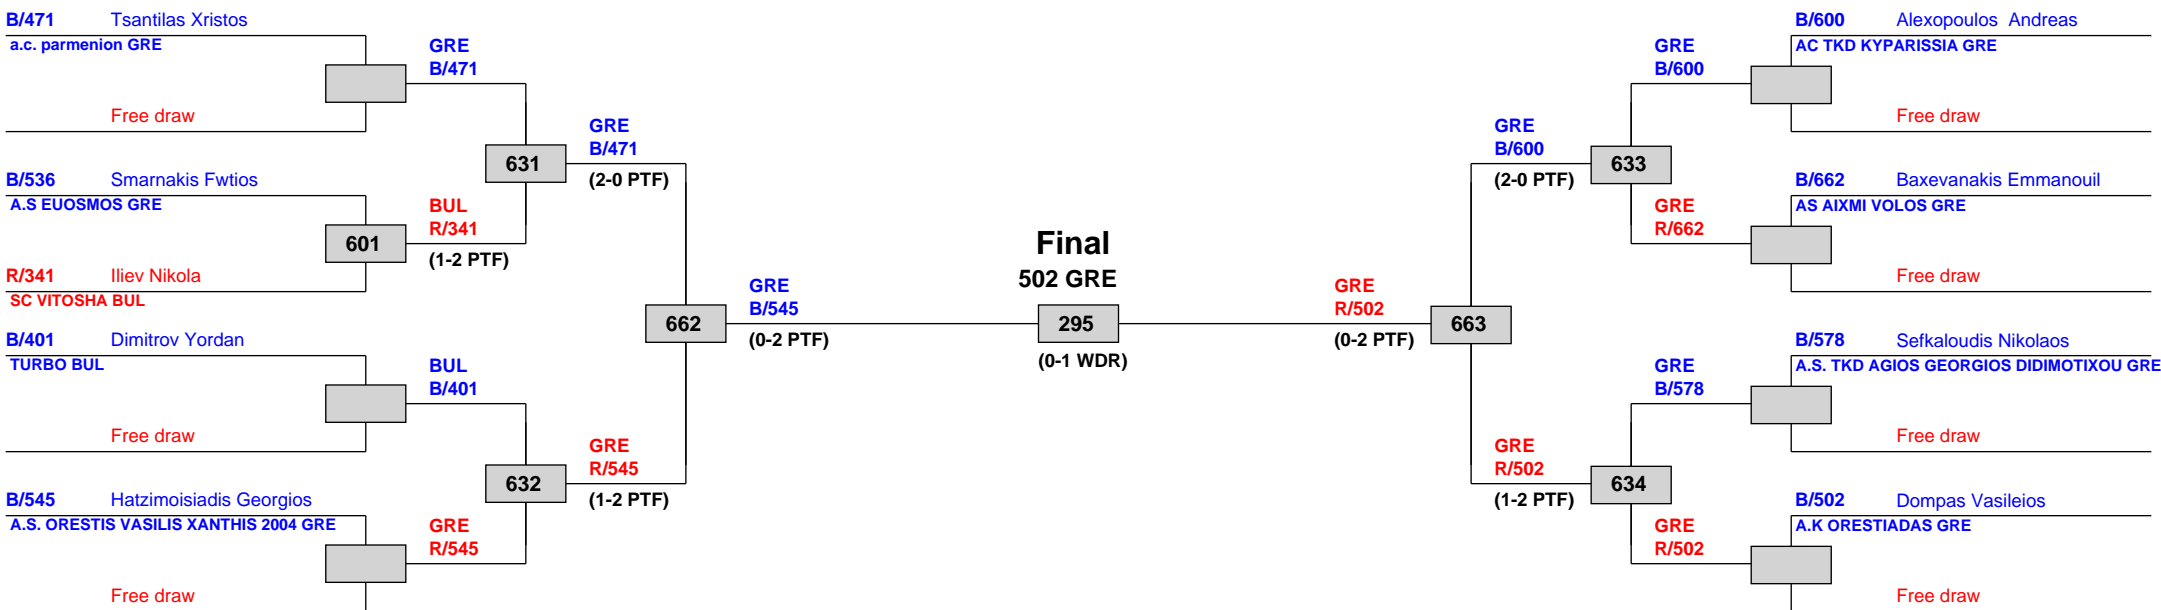 B/471 Tsantilas Xristos
a.c. parmenion GRE
Free draw
B/536 Smarnakis Fwtios
A.S EUOSMOS GRE
601
R/341 Iliev Nikola
SC VITOSHA BUL
B/401 Dimitrov Yordan
TURBO BUL
Free draw
B/545 Hatzimoisiadis Georgios
A.S. ORESTIS VASILIS XANTHIS 2004 GRE
Free draw
GRE
B/471
631
BUL
R/341
(1-2 PTF)
BUL
B/401
632
GRE
R/545
GRE
B/471
(2-0 PTF)
662
GRE
R/545
(1-2 PTF)
GRE
B/545
(0-2 PTF)
Final
502 GRE
295
(0-1 WDR)
GRE
R/502
(0-2 PTF)
663
GRE
B/600
(2-0 PTF)
GRE
R/502
(1-2 PTF)
GRE
B/600
633
GRE
R/662
GRE
B/578
634
GRE
R/502
B/600 Alexopoulos Andreas
AC TKD KYPARISSIA GRE
Free draw
B/662 Baxevanakis Emmanouil
AS AIXMI VOLOS GRE
Free draw
B/578 Sefkaloudis Nikolaos
A.S. TKD AGIOS GEORGIOS DIDIMOTIXOU GRE
Free draw
B/502 Dompas Vasileios
A.K ORESTIADAS GRE
Free draw